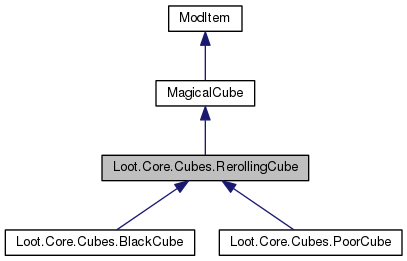 ModItem
MagicalCube
Loot.Core.Cubes.RerollingCube
Loot.Core.Cubes.BlackCube
Loot.Core.Cubes.PoorCube